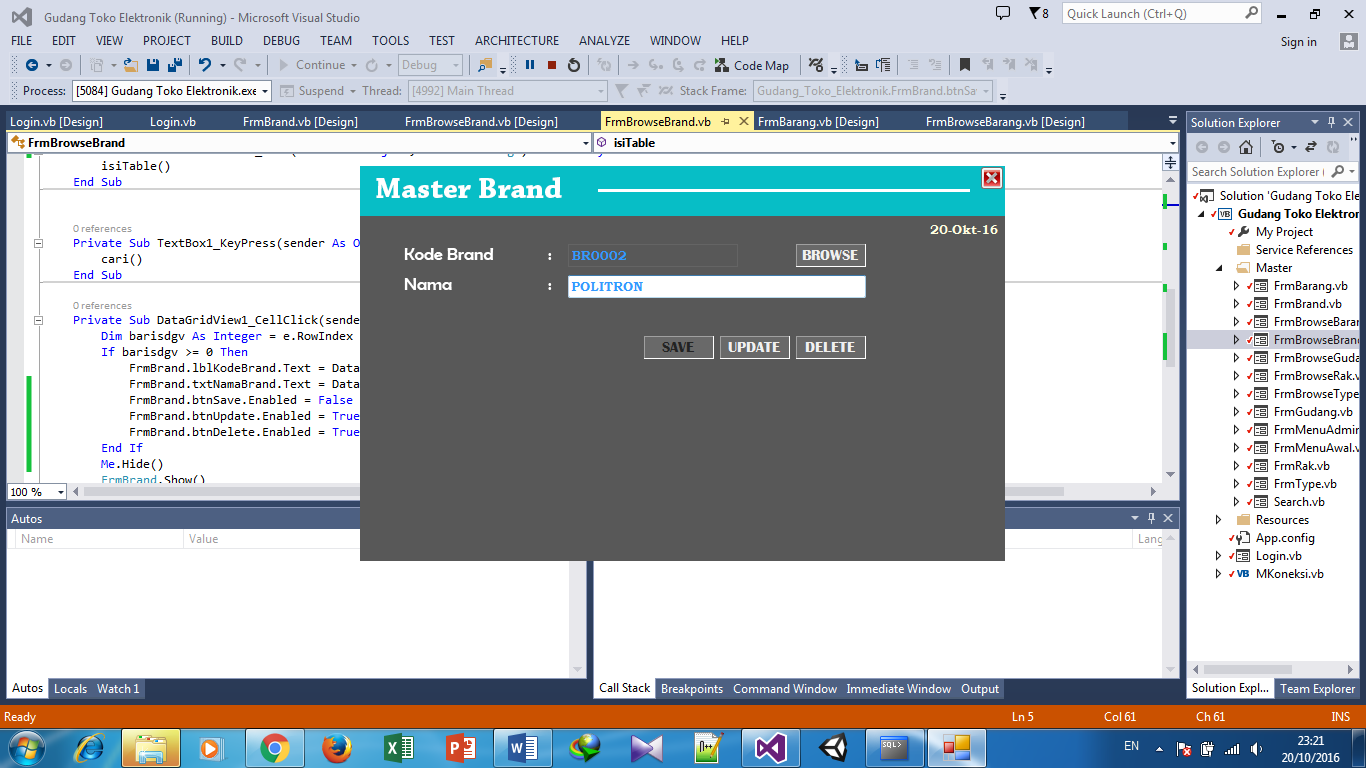 Gudang Toko Elektronik (Running) - Microsoft Visual Studio
8
Quick Launch (Ctrl+Q)
FILE EDIT VIEW PROJECT BUILD DEBUG TEAM TOOLS TEST ARCHITECTURE ANALYZE WINDOW HELP
Sign in
Continue Debug Code Map
Process: [5084] Gudang Toko Elektronik.exe Suspend Thread: [4992] Main Thread Stack Frame: Gudang_Toko_Elektronik.FrmBrand.btnSa
Login.vb [Design] Login.vb FrmBrand.vb [Design] FrmBrowseBrand.vb [Design] FrmBrowseBrand.vb FrmBarang.vb [Design] FrmBrowseBarang.vb [Design]
FrmBrowseBrand isiTable
isiTable()
End Sub
0 references
Private Sub TextBox1_KeyPress(sender As O
cari()
End Sub
0 references
Private Sub DataGridView1_CellClick(sende
Dim barisdgv As Integer = e.RowIndex
If barisdgv >= 0 Then
FrmBrand.lblKodeBrand.Text = Data
FrmBrand.txtNamaBrand.Text = Data
FrmBrand.btnSave.Enabled = False
FrmBrand.btnUpdate.Enabled = True
FrmBrand.btnDelete.Enabled = True
End If
Me.Hide()
FrmBrand.Show()
100 %
Master Brand
20-Okt-16
Kode Brand : BR0002 BROWSE
Nama : POLITRON
SAVE UPDATE DELETE
Autos
Name Value Lang
Autos Locals Watch 1
Call Stack Breakpoints Command Window Immediate Window Output
Solution Explorer
Search Solution Explorer (
Solution 'Gudang Toko Ele
Gudang Toko Elektron
My Project
Service References
Master
FrmBarang.vb
FrmBrand.vb
FrmBrowseBaran
FrmBrowseBrand
FrmBrowseGuda
FrmBrowseRak.v
FrmBrowseType
FrmGudang.vb
FrmMenuAdmin
FrmMenuAwal.v
FrmRak.vb
FrmType.vb
Search.vb
Resources
App.config
Login.vb
MKoneksi.vb
Solution Expl... Team Explorer
Ready Ln 5 Col 61 Ch 61 INS
EN
23:21
20/10/2016